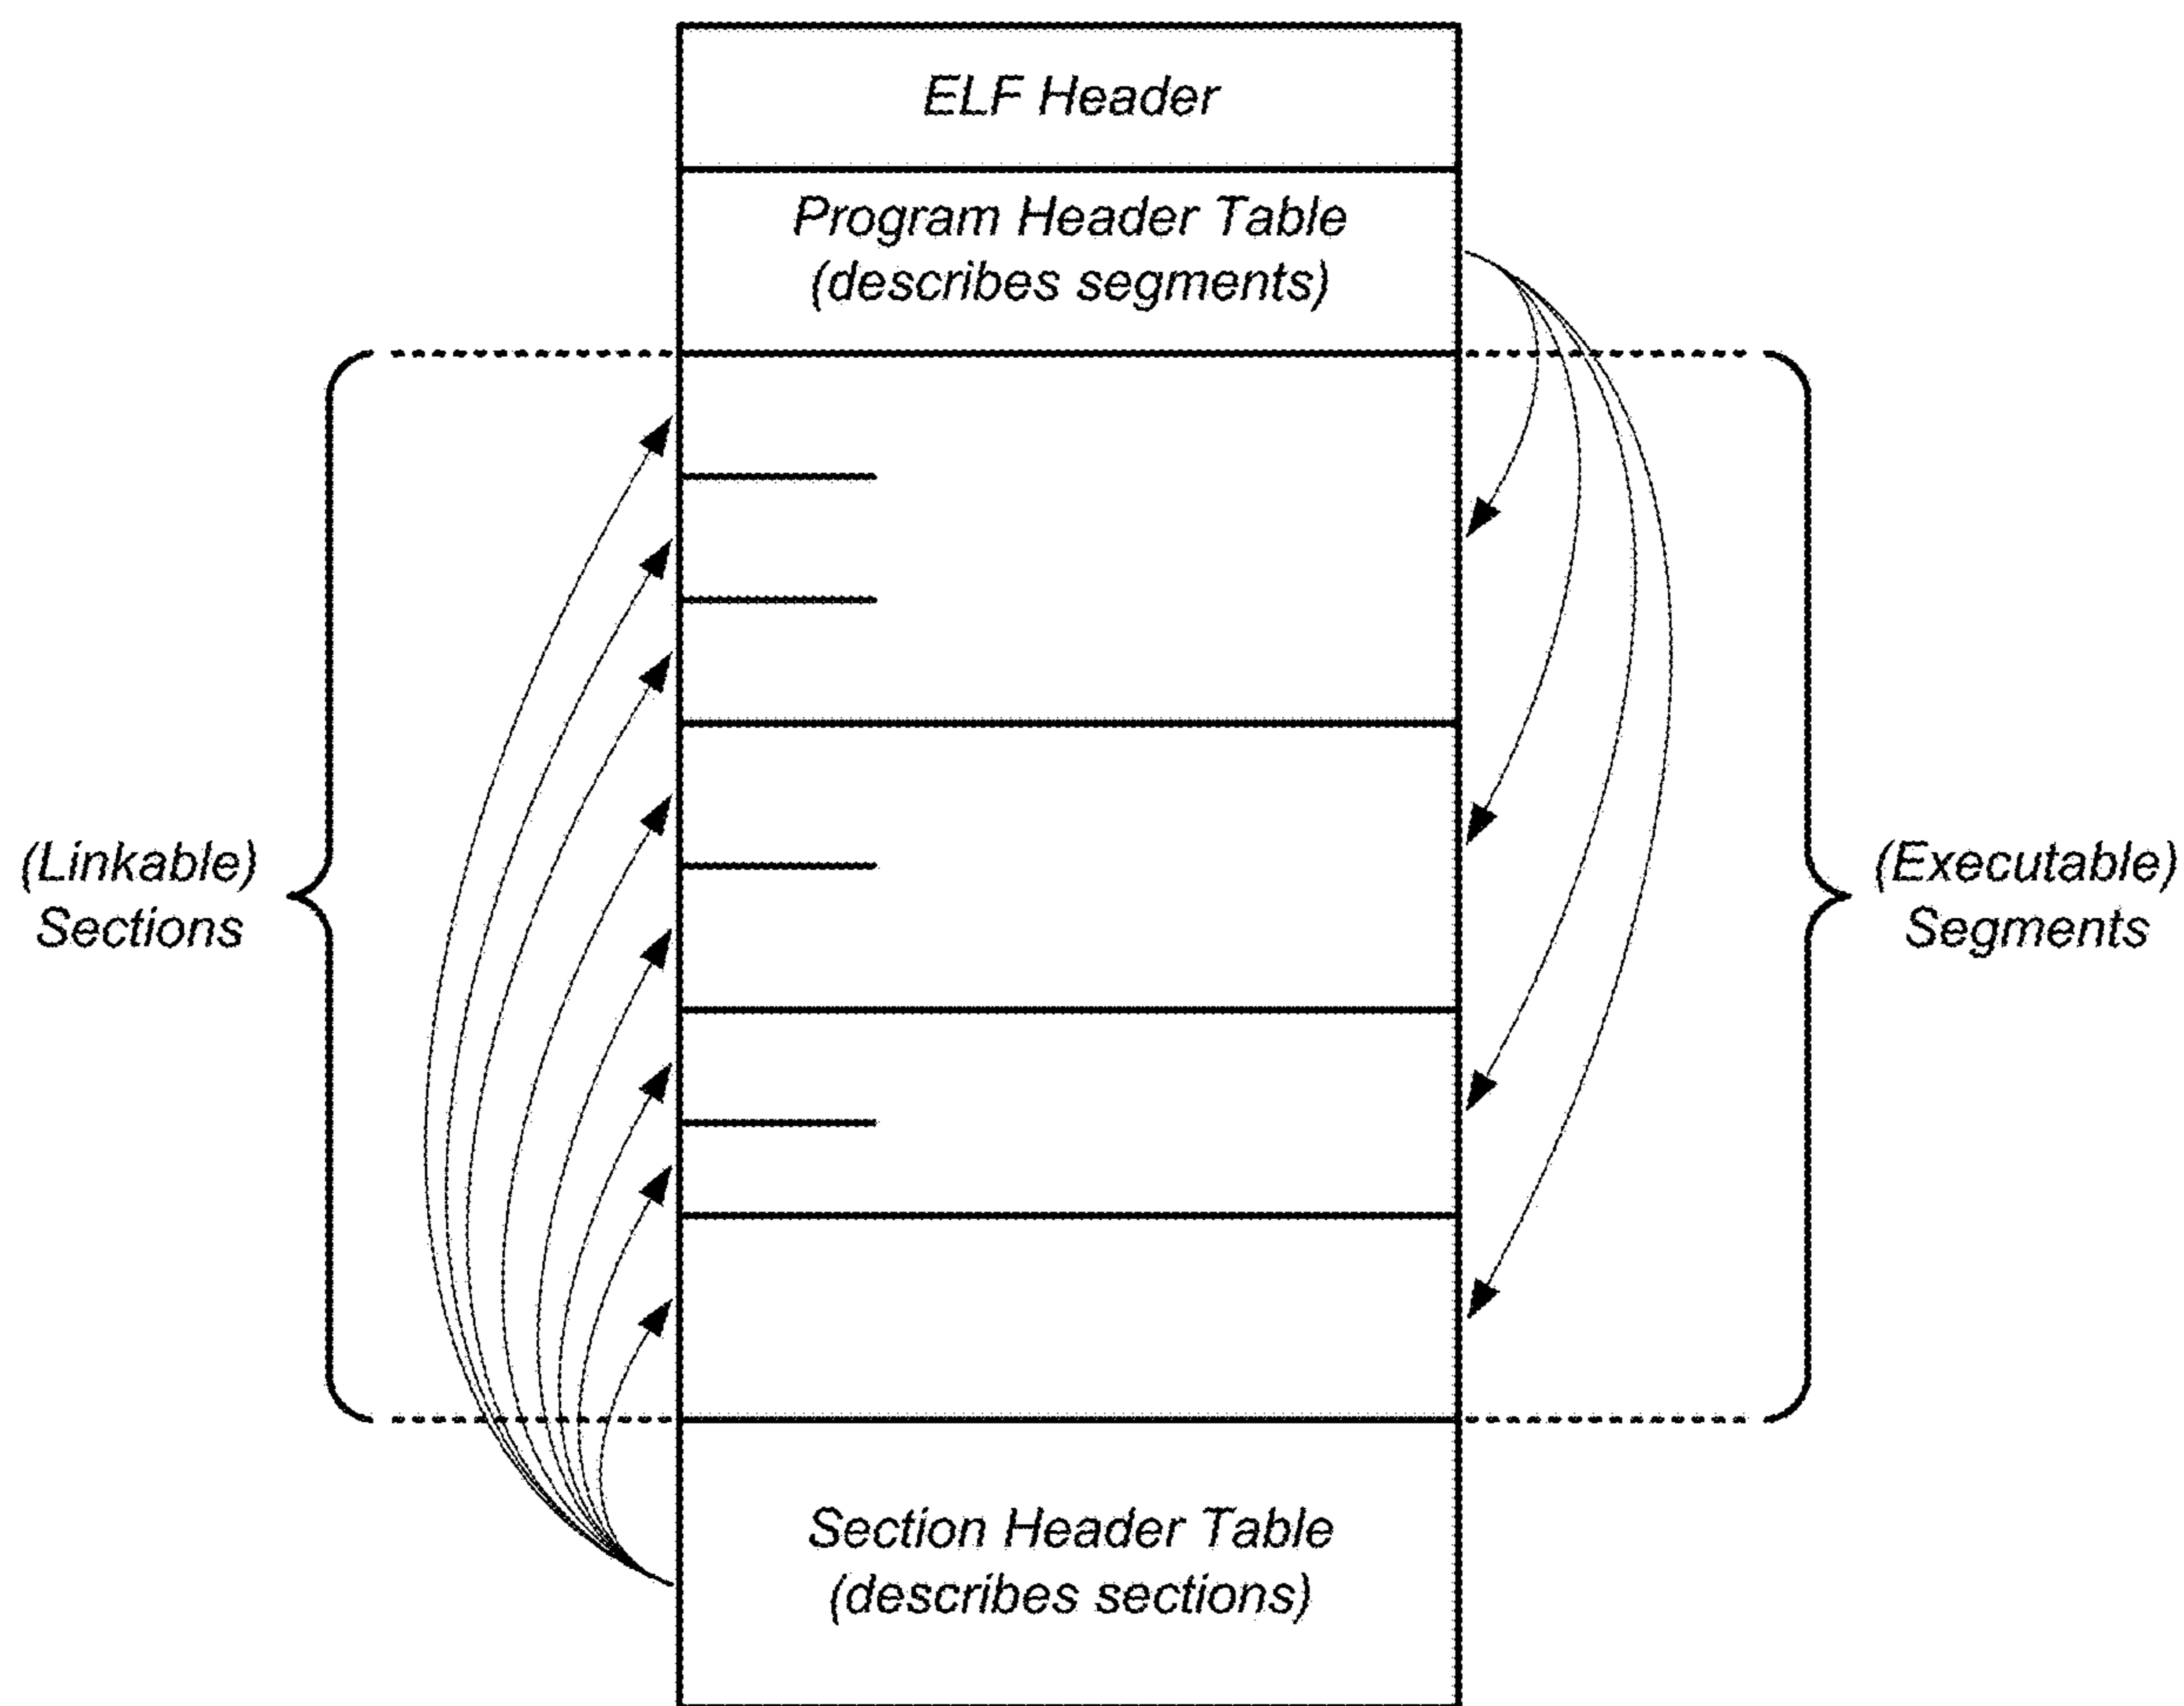 ELF Header
Program Header Table
(describes segments)
(Linkable)
Sections
(Executable)
Segments
Section Header Table
(describes sections)